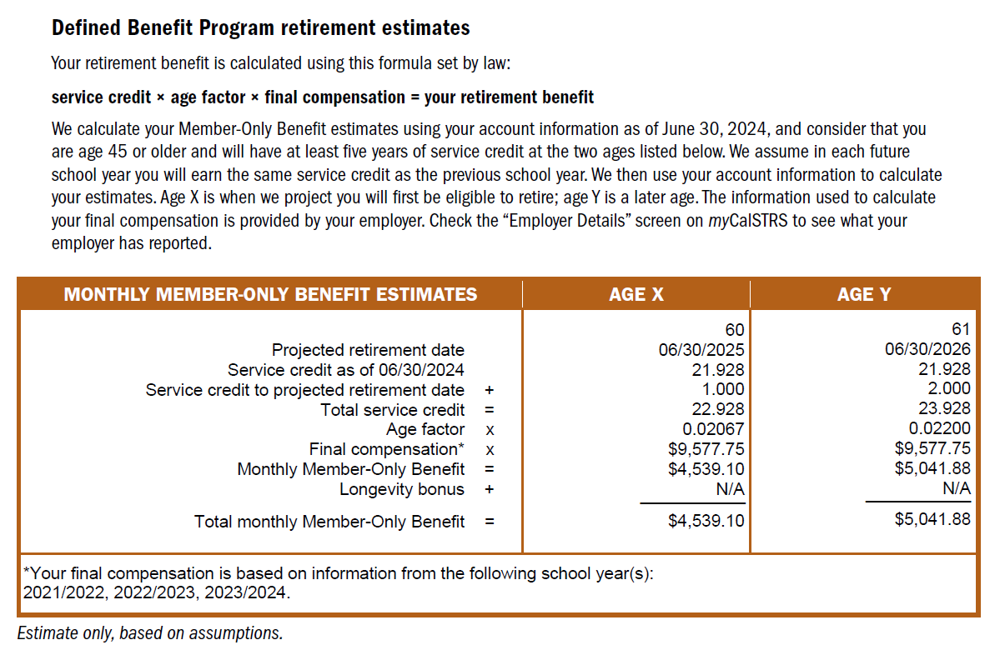 Defined Benefit Program retirement estimates
Your retirement benefit is calculated using this formula set by law:
service credit × age factor × final compensation = your retirement benefit
We calculate your Member-Only Benefit estimates using your account information as of June 30, 2024, and consider that you
are age 45 or older and will have at least five years of service credit at the two ages listed below. We assume in each future
school year you will earn the same service credit as the previous school year. We then use your account information to calculate
your estimates. Age X is when we project you will first be eligible to retire; age Y is a later age. The information used to calculate
your final compensation is provided by your employer. Check the “Employer Details” screen on myCalSTRS to see what your
employer has reported.
MONTHLY MEMBER-ONLY BENEFIT ESTIMATES AGE X AGE Y
60 61
Projected retirement date 06/30/2025 06/30/2026
Service credit as of 06/30/2024 21.928 21.928
Service credit to projected retirement date + 1.000 2.000
Total service credit = 22.928 23.928
Age factor x 0.02067 0.02200
Final compensation* x $9,577.75 $9,577.75
Monthly Member-Only Benefit = $4,539.10 $5,041.88
Longevity bonus + N/A N/A
Total monthly Member-Only Benefit = $4,539.10 $5,041.88
*Your final compensation is based on information from the following school year(s):
2021/2022, 2022/2023, 2023/2024.
Estimate only, based on assumptions.